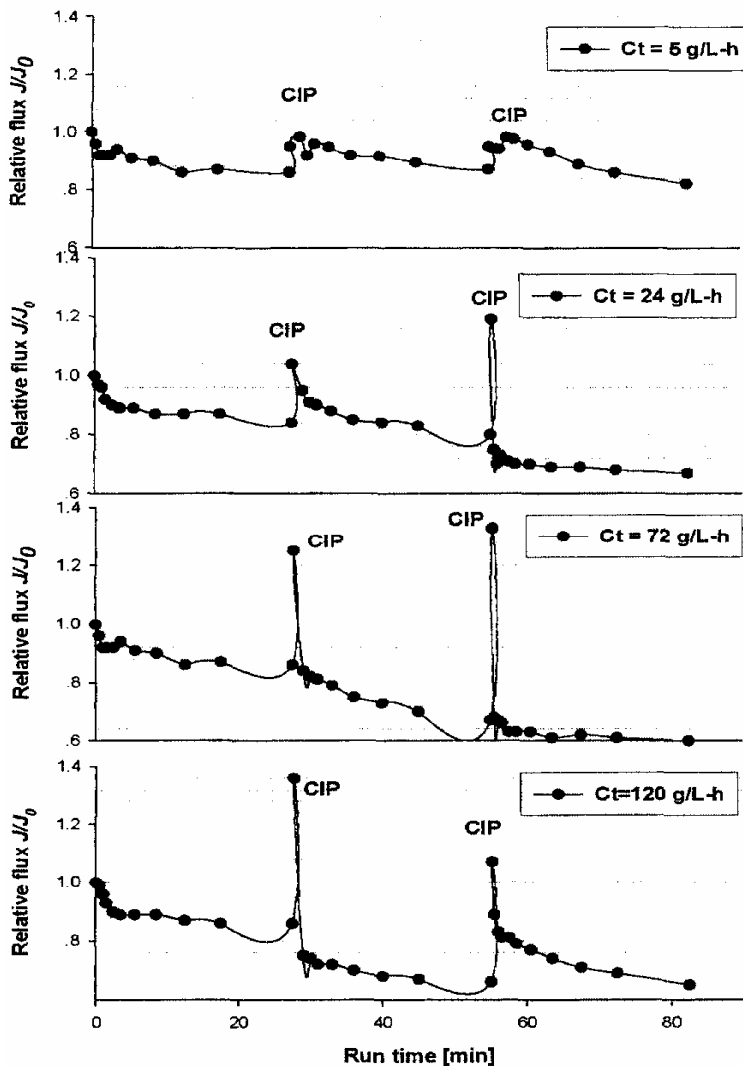 1.4
1.2
1.0
.8
.6
Relative flux J/J0
CIP
CIP
Ct = 5 g/L-h
1.4
1.2
1.0
.8
.6
Relative flux J/J0
CIP
CIP
Ct = 24 g/L-h
1.4
1.2
1.0
.8
.6
Relative flux J/J0
CIP
CIP
Ct = 72 g/L-h
1.4
1.2
1.0
.8
Relative flux J/J0
CIP
CIP
Ct=120 g/L-h
0 20 40 60 80
Run time [min]